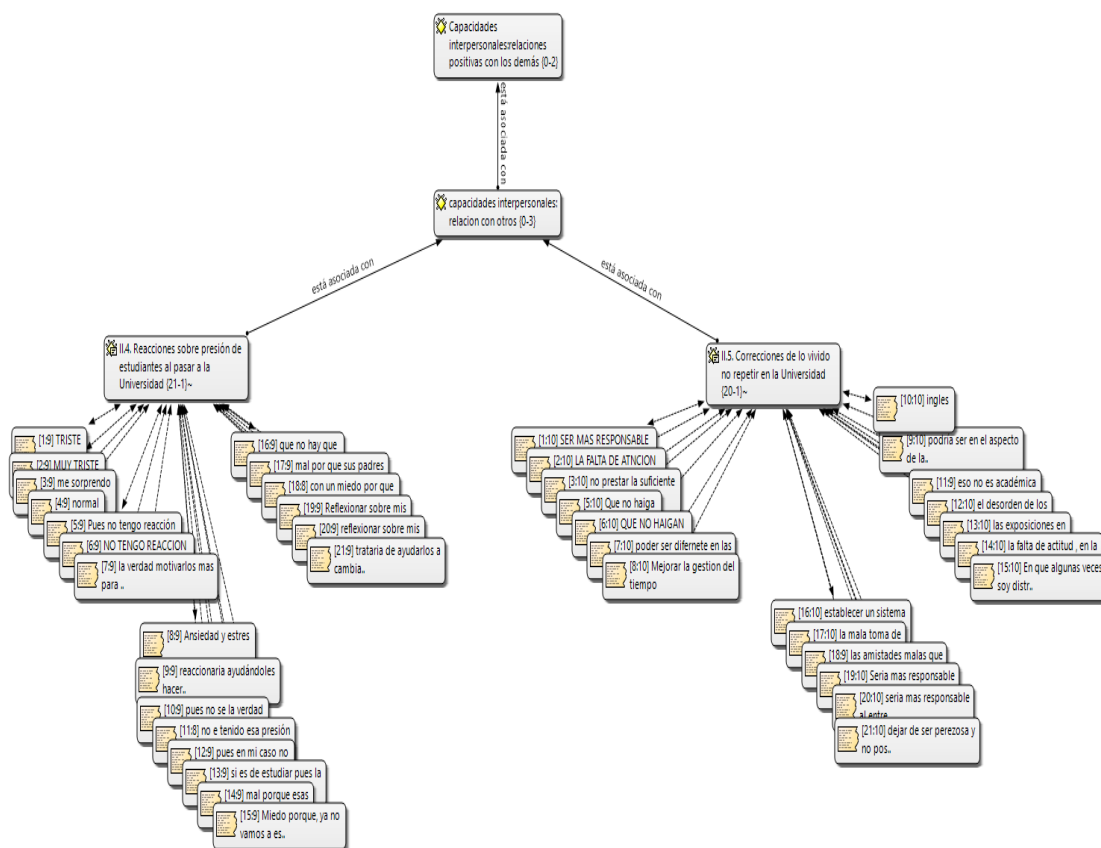 Capacidades
interpersonales:relaciones
positivas con los demás {0-2}
está asociada con
capacidades interpersonales:
relacion con otros {0-3}
está asociada con
está asociada con
II.4. Reacciones sobre presión de
estudiantes al pasar a la
Universidad {21-1}~
II.5. Correcciones de lo vivido
no repetir en la Universidad
{20-1}~
[1:9] TRISTE
[2:9] MUY TRISTE
[3:9] me sorprendo
[4:9] normal
[5:9] Pues no tengo reacción
[6:9] NO TENGO REACCION
[7:9] la verdad motivarlos mas
para ..
[16:9] que no hay que
[17:9] mal por que sus padres
[18:8] con un miedo por que
[19:9] Reflexionar sobre mis
[20:9] reflexionar sobre mis
[21:9] trataria de ayudarlos a
cambia..
[8:9] Ansiedad y estres
[9:9] reaccionaria ayudándoles
hacer..
[10:9] pues no se la verdad
[11:8] no e tenido esa presión
[12:9] pues en mi caso no
[13:9] si es de estudiar pues la
[14:9] mal porque esas
[15:9] Miedo porque, ya no
vamos a es..
[1:10] SER MAS RESPONSABLE
[2:10] LA FALTA DE ATNCION
[3:10] no prestar la suficiente
[5:10] Que no haiga
[6:10] QUE NO HAIGAN
[7:10] poder ser difernete en las
[8:10] Mejorar la gestion del
tiempo
[10:10] ingles
[9:10] podria ser en el aspecto
de la..
[11:9] eso no es académica
[12:10] el desorden de los
[13:10] las exposiciones en
[14:10] la falta de actitud , en la
[15:10] En que algunas veces
soy distr..
[16:10] establecer un sistema
[17:10] la mala toma de
[18:9] las amistades malas que
[19:10] Seria mas responsable
[20:10] seria mas responsable
al entre
[21:10] dejar de ser perezosa y
no pos..